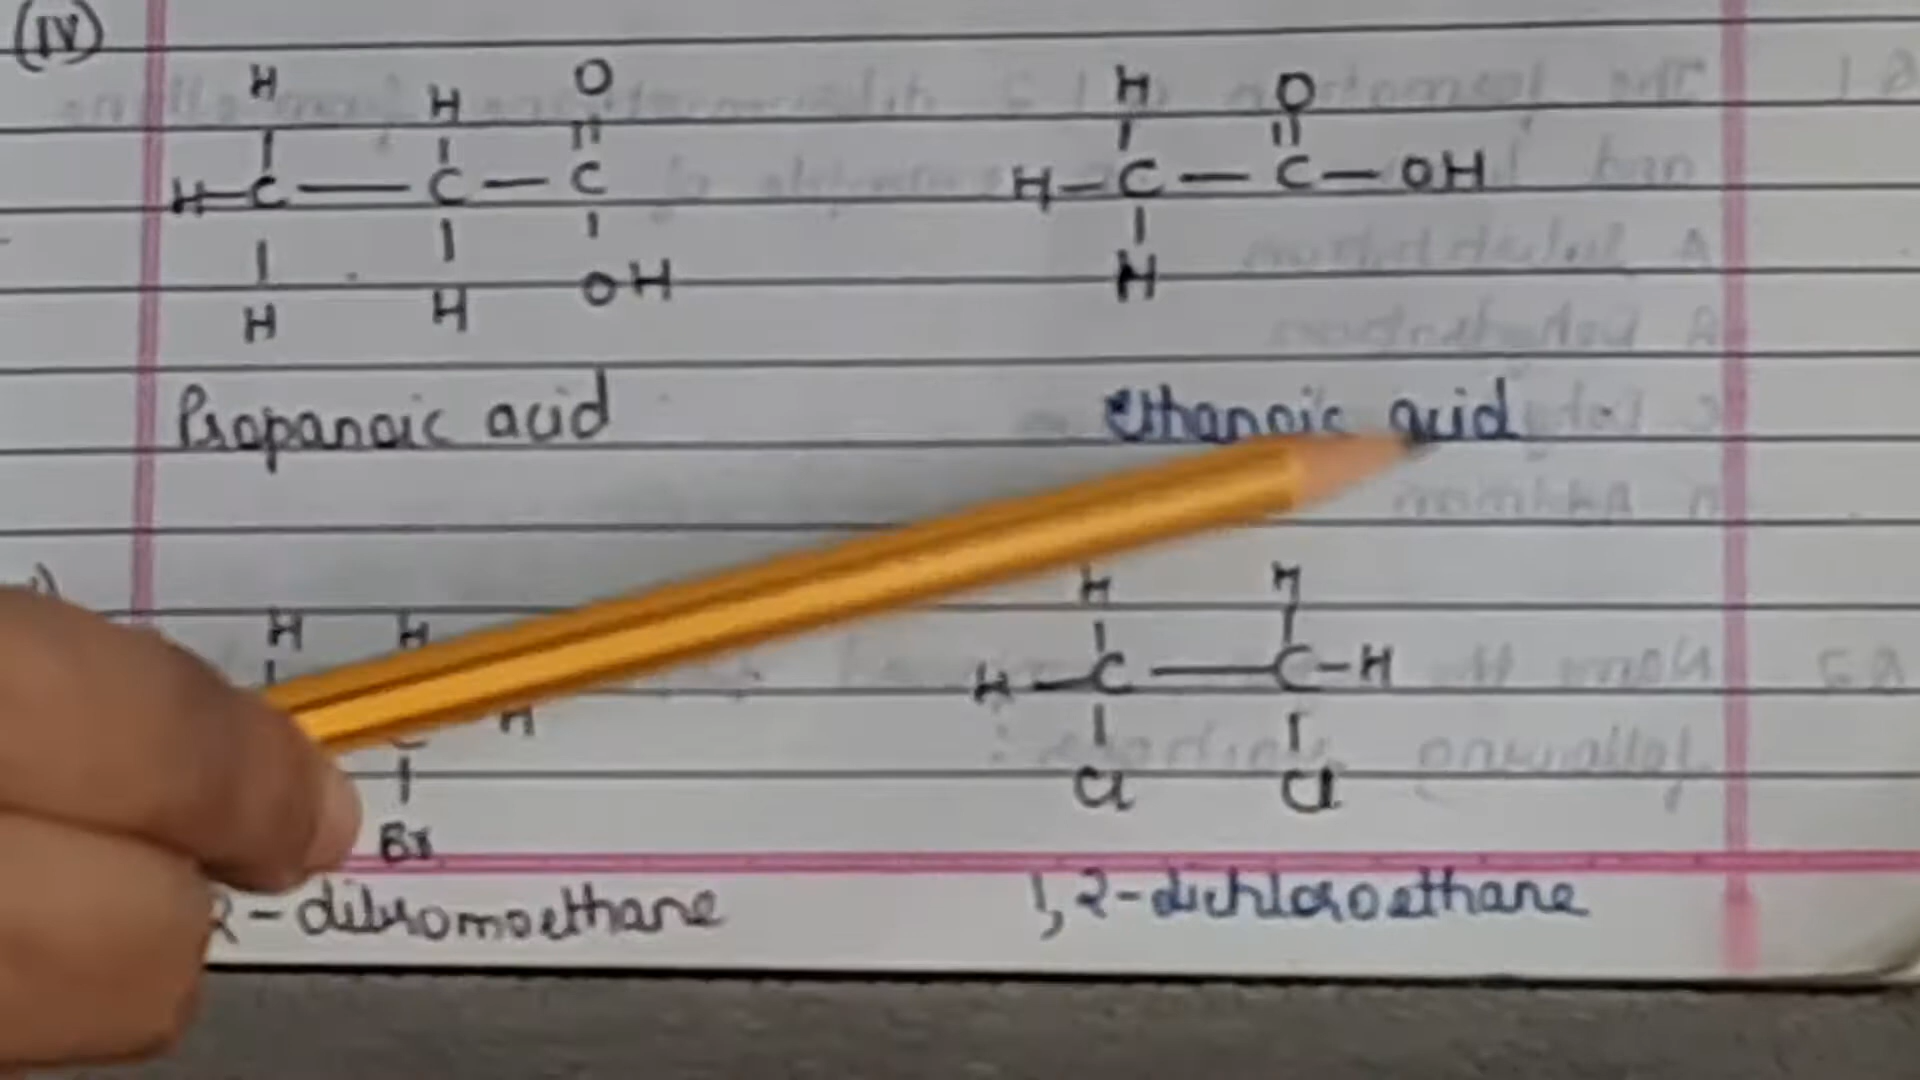 (IV)
H H O H O
H-C-C-C H-C-C-OH
H H OH H
Propanoic acid ethanoic acid
H H H H
H H-C-C-H
Br Cl Cl
2-dibromoethane 1,2-dichloroethane